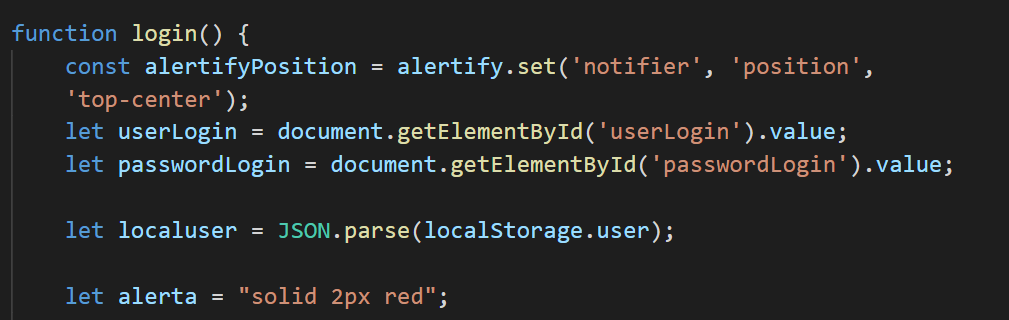 function login() {
const alertifyPosition = alertify.set('notifier', 'position',
'top-center');
let userLogin = document.getElementById('userLogin').value;
let passwordLogin = document.getElementById('passwordLogin').value;
let localuser = JSON.parse(localStorage.user);
let alerta = "solid 2px red";